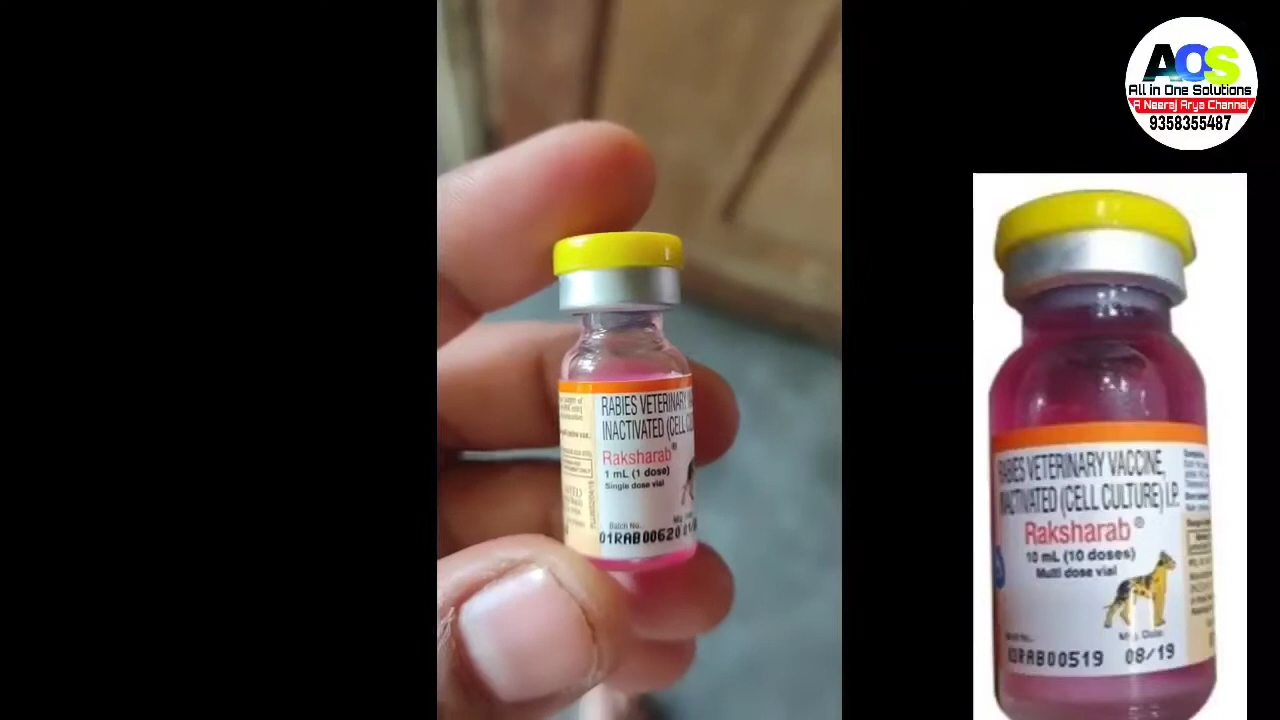 AOS
All in One Solutions
A Neeraj Arya Channel
9358355487
RABIES VETERINARY
INACTIVATED (CELL
Raksharab®
1 mL (1 dose)
Single dose vial
Batch No.
01RAB00620
RABIES VETERINARY VACCINE,
INACTIVATED (CELL CULTURE) I.P.
Raksharab®
10 mL (10 doses)
Multi dose vial
Mfg. Date
01RAB00519 08/19